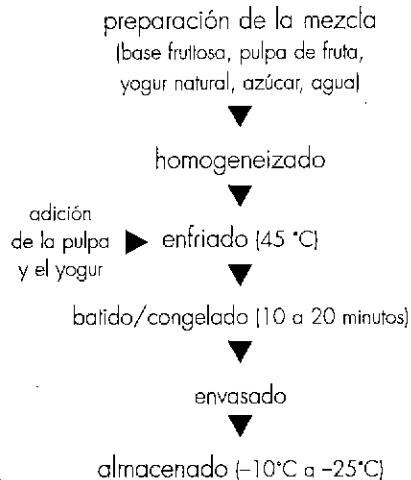 preparación de la mezcla
(base fruttosa, pulpa de fruta,
yogur natural, azúcar, agua)
homogeneizado
adición
de la pulpa
y el yogur
enfriado (45 °C)
batido/congelado (10 a 20 minutos)
envasado
almacenado (–10°C a –25°C)